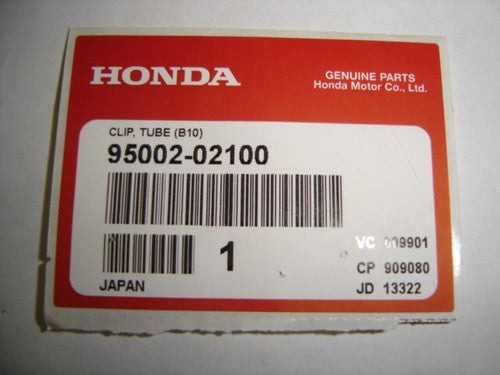 HONDA
GENUINE PARTS
Honda Motor Co., Ltd.
CLIP, TUBE (B10)
95002-02100
1
VC 09901
CP 909080
JD 13322
JAPAN